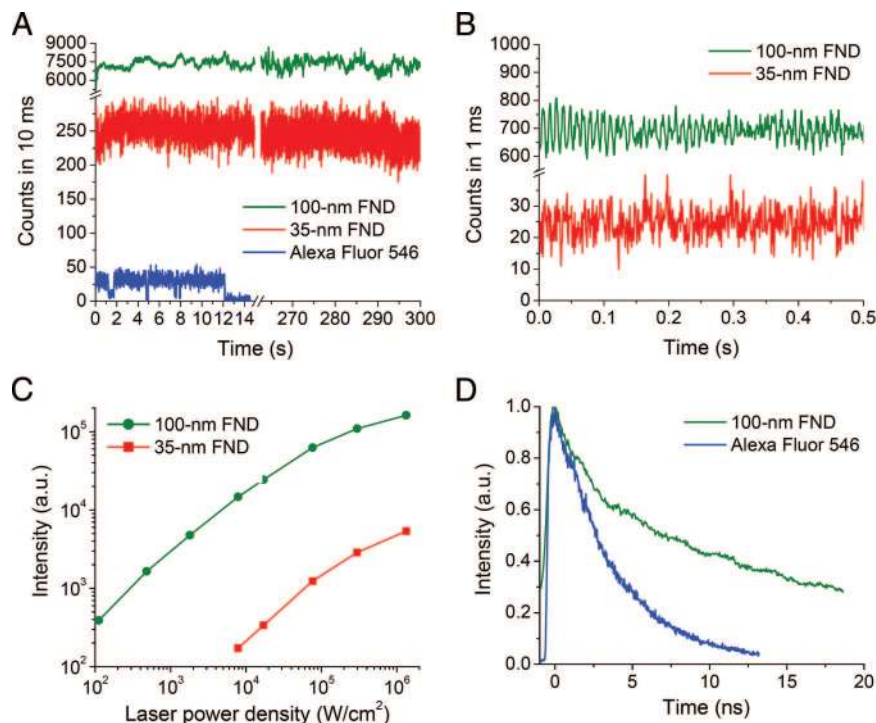 A
9000
7500
6000
250
200
150
100
50
0
Counts in 10 ms
100-nm FND
35-nm FND
Alexa Fluor 546
0 2 4 6 8 10 12 14 270 280 290 300
Time (s)
B
1000
900
800
700
600
30
20
10
0
Counts in 1 ms
100-nm FND
35-nm FND
0.0 0.1 0.2 0.3 0.4 0.5
Time (s)
C
10⁵
10⁴
10³
10²
Intensity (a.u.)
100-nm FND
35-nm FND
10² 10³ 10⁴ 10⁵ 10⁶
Laser power density (W/cm²)
D
1.0
0.8
0.6
0.4
0.2
0.0
Intensity (a.u.)
100-nm FND
Alexa Fluor 546
0 5 10 15 20
Time (ns)